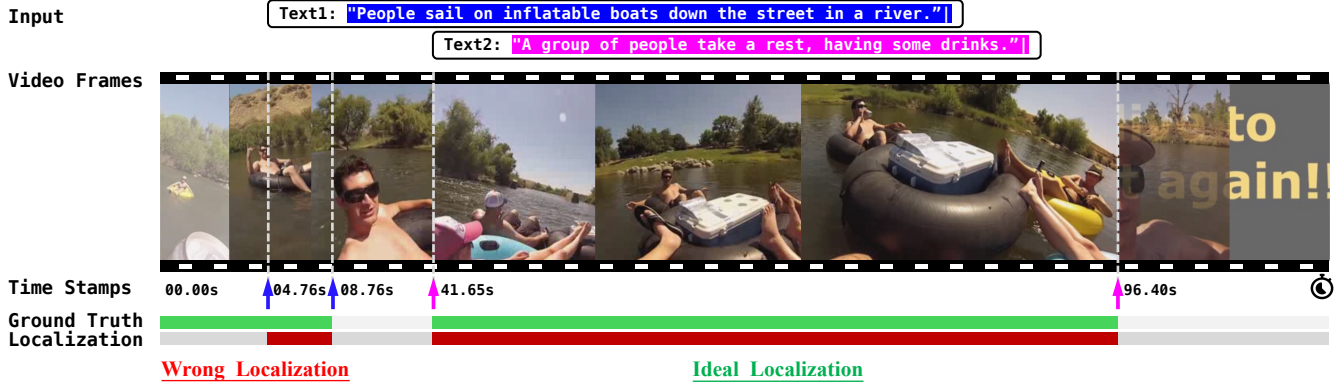 Input
Text1: "People sail on inflatable boats down the street in a river.”|
Text2: "A group of people take a rest, having some drinks.”|
Video Frames
to
again!!
Time Stamps 00.00s 04.76s 08.76s 41.65s 96.40s
Ground Truth
Localization
Wrong Localization Ideal Localization